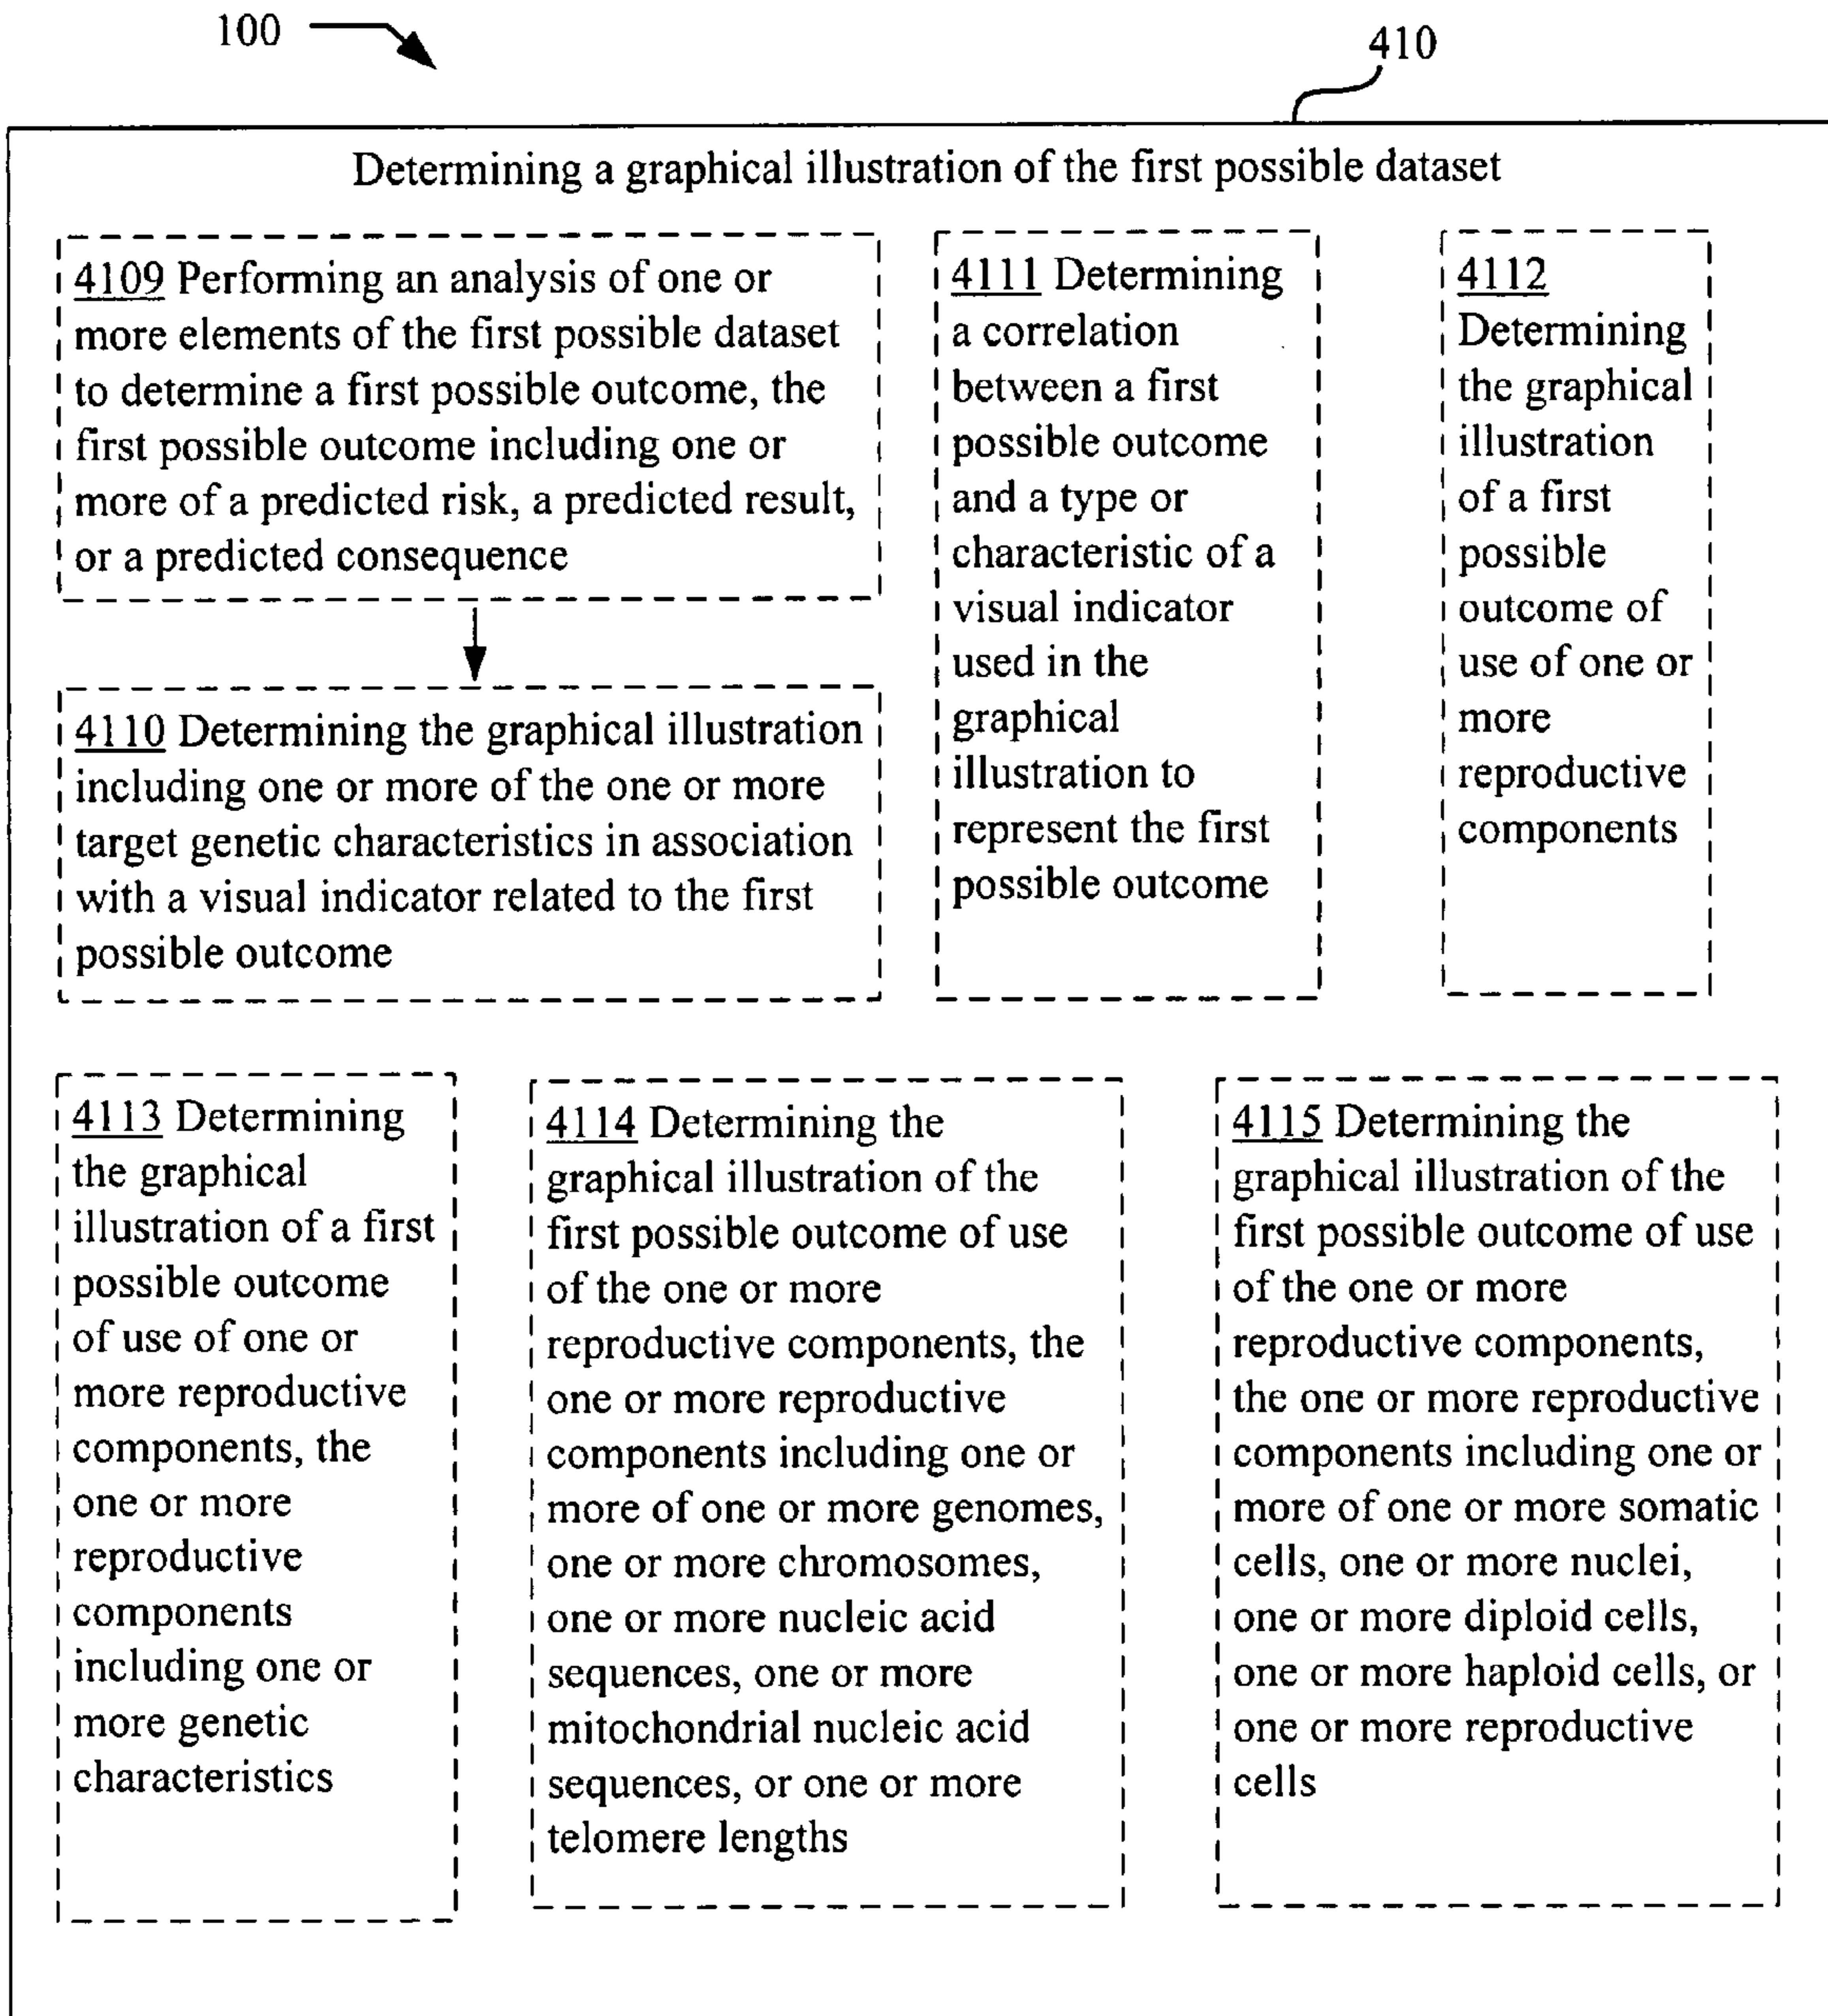 100
410
Determining a graphical illustration of the first possible dataset
4109 Performing an analysis of one or
more elements of the first possible dataset
to determine a first possible outcome, the
first possible outcome including one or
more of a predicted risk, a predicted result,
or a predicted consequence
4110 Determining the graphical illustration
including one or more of the one or more
target genetic characteristics in association
with a visual indicator related to the first
possible outcome
4111 Determining
a correlation
between a first
possible outcome
and a type or
characteristic of a
visual indicator
used in the
graphical
illustration to
represent the first
possible outcome
4112
Determining
the graphical
illustration
of a first
possible
outcome of
use of one or
more
reproductive
components
4113 Determining
the graphical
illustration of a first
possible outcome
of use of one or
more reproductive
components, the
one or more
reproductive
components
including one or
more genetic
characteristics
4114 Determining the
graphical illustration of the
first possible outcome of use
of the one or more
reproductive components, the
one or more reproductive
components including one or
more of one or more genomes,
one or more chromosomes,
one or more nucleic acid
sequences, one or more
mitochondrial nucleic acid
sequences, or one or more
telomere lengths
4115 Determining the
graphical illustration of the
first possible outcome of use
of the one or more
reproductive components,
the one or more reproductive
components including one or
more of one or more somatic
cells, one or more nuclei,
one or more diploid cells,
one or more haploid cells, or
one or more reproductive
cells